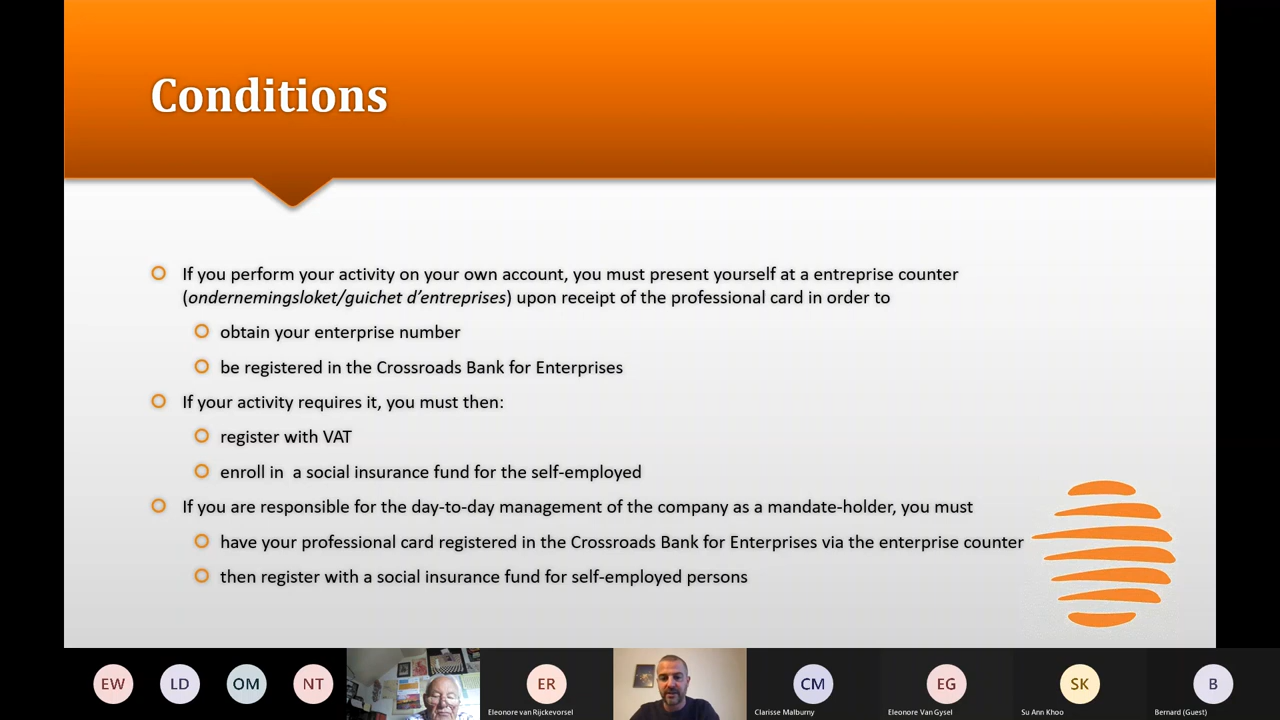 Conditions
If you perform your activity on your own account, you must present yourself at a entreprise counter
(ondernemingsloket/guichet d’entreprises) upon receipt of the professional card in order to
obtain your enterprise number
be registered in the Crossroads Bank for Enterprises
If your activity requires it, you must then:
register with VAT
enroll in  a social insurance fund for the self-employed
If you are responsible for the day-to-day management of the company as a mandate-holder, you must
have your professional card registered in the Crossroads Bank for Enterprises via the enterprise counter
then register with a social insurance fund for self-employed persons
EW LD OM NT ER CM EG SK B
Eleonore van Rijckevorsel Clarisse Malburny Eleonore Van Gysel Su Ann Khoo Bernard (Guest)